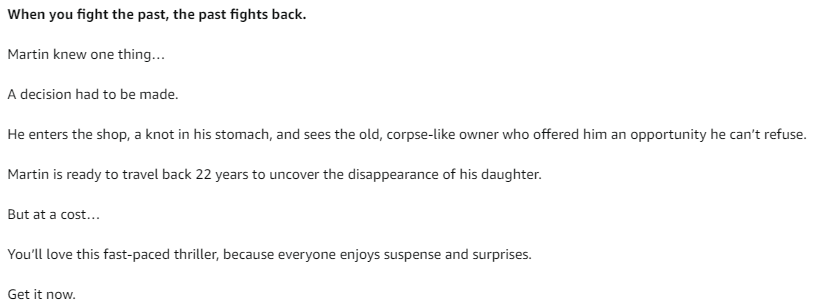 When you fight the past, the past fights back.
Martin knew one thing…
A decision had to be made.
He enters the shop, a knot in his stomach, and sees the old, corpse-like owner who offered him an opportunity he can’t refuse.
Martin is ready to travel back 22 years to uncover the disappearance of his daughter.
But at a cost…
You’ll love this fast-paced thriller, because everyone enjoys suspense and surprises.
Get it now.